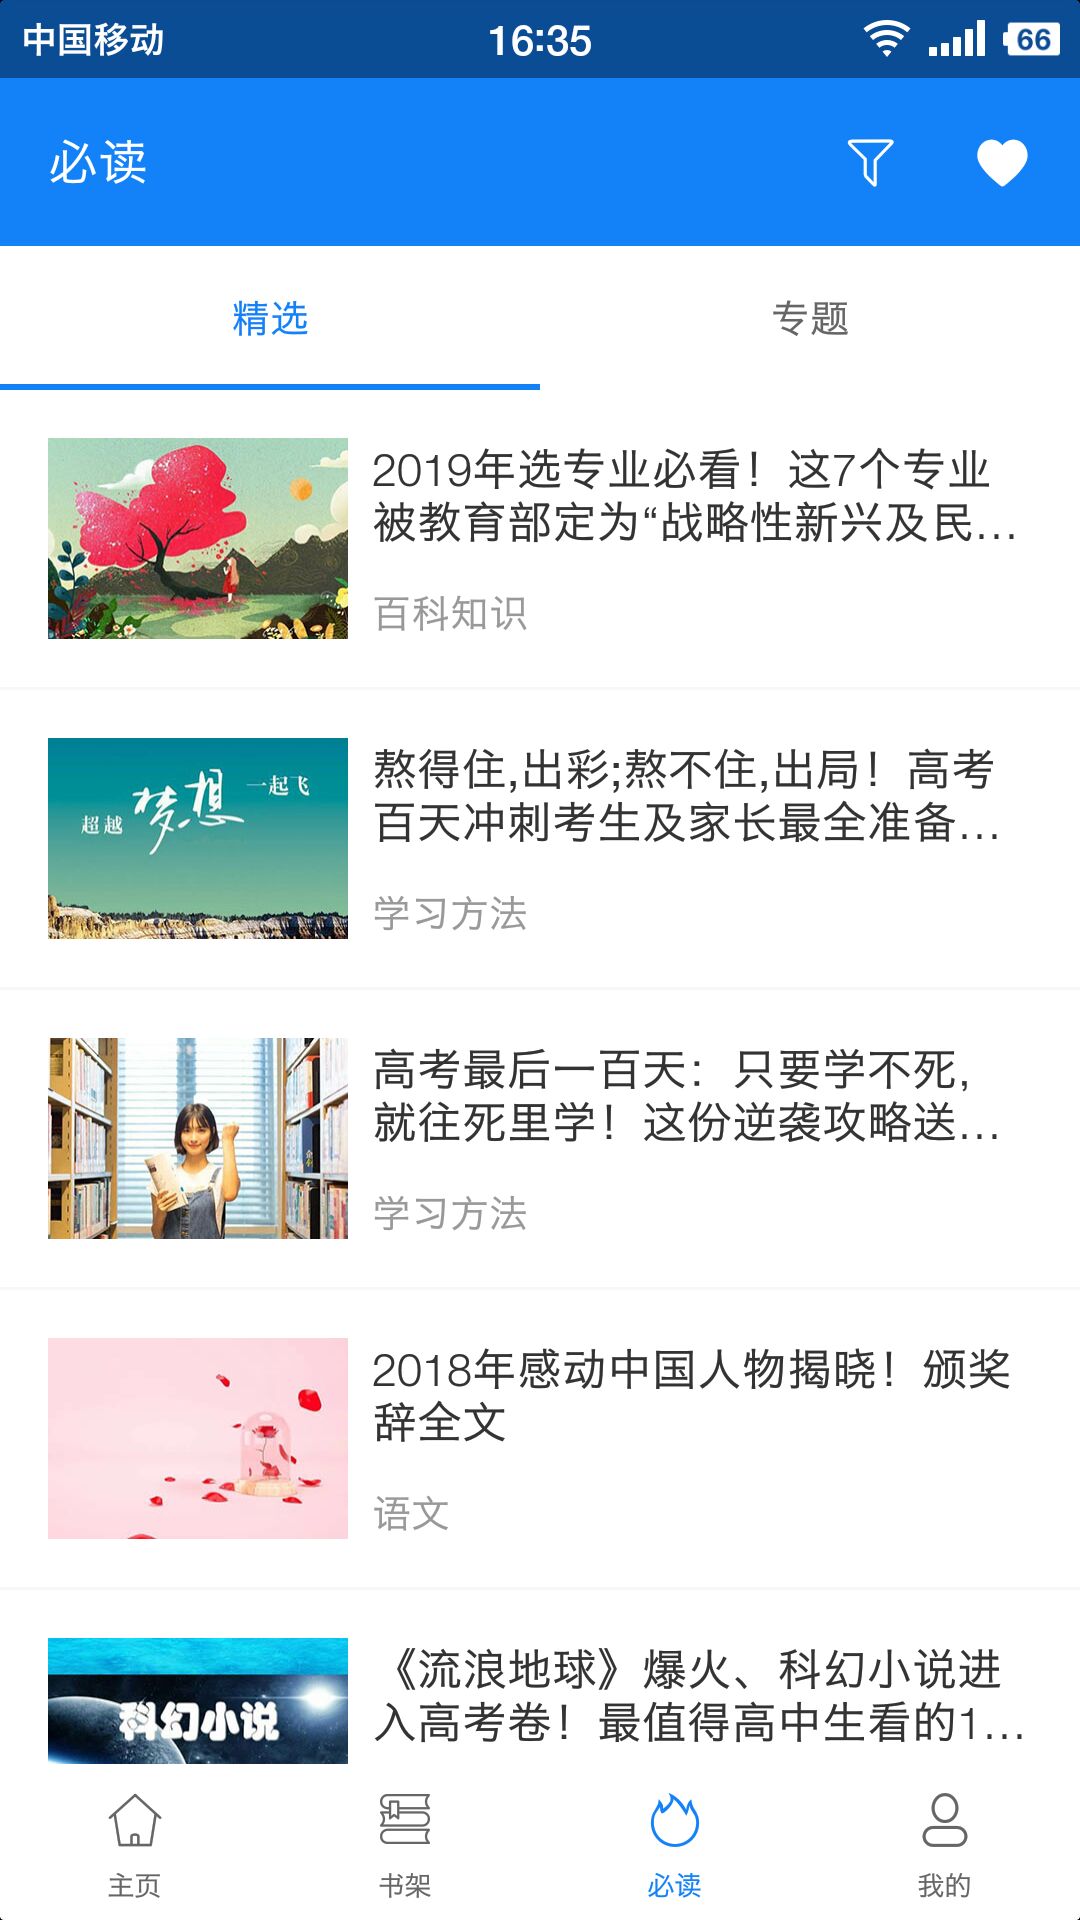 中国移动 16:35 66
必读
精选 专题
2019年选专业必看！这7个专业
被教育部定为“战略性新兴及民…
百科知识
超越梦想一起飞
熬得住,出彩;熬不住,出局！高考
百天冲刺考生及家长最全准备…
学习方法
高考最后一百天：只要学不死,
就往死里学！这份逆袭攻略送…
学习方法
2018年感动中国人物揭晓！颁奖
辞全文
语文
科幻小说
《流浪地球》爆火、科幻小说进
入高考卷！最值得高中生看的1…
主页 书架 必读 我的